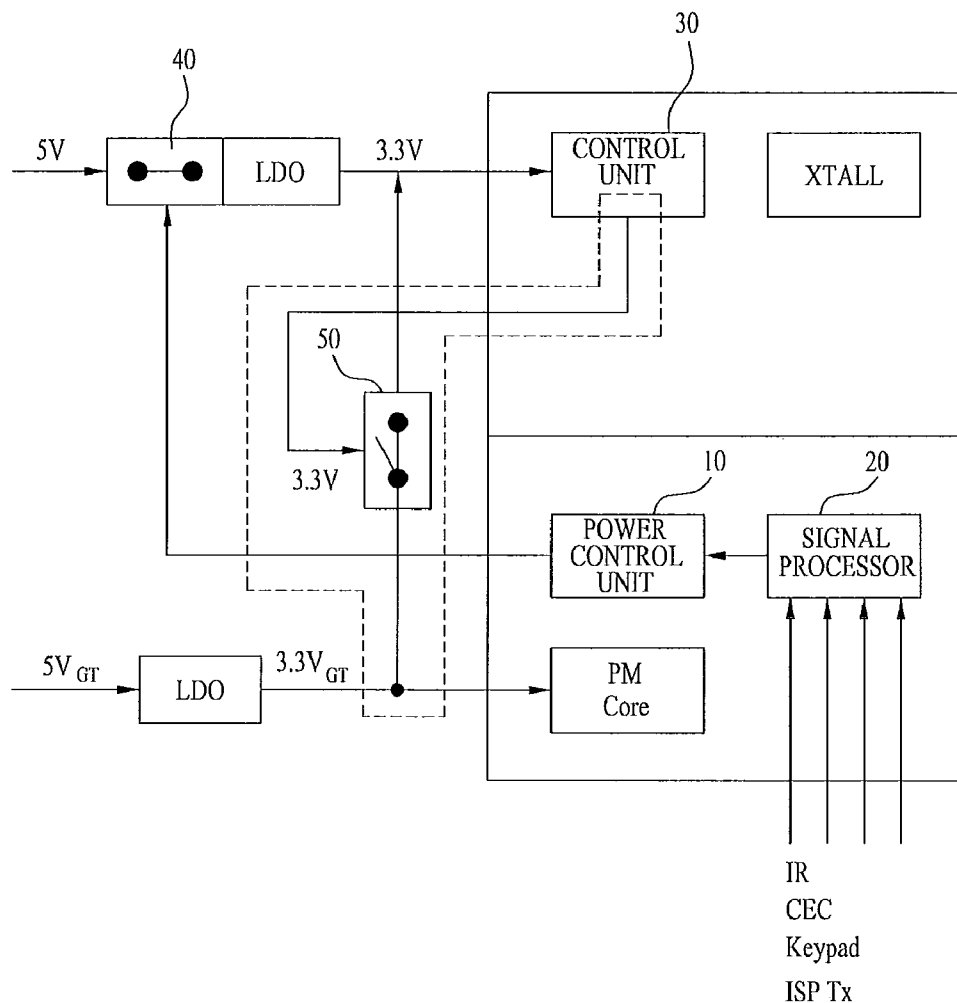 30
40
5V
LDO
3.3V
CONTROL
UNIT
XTALL
50
3.3V
10
20
POWER
CONTROL
UNIT
SIGNAL
PROCESSOR
5V GT
LDO
3.3V GT
PM
Core
IR
CEC
Keypad
ISP Tx